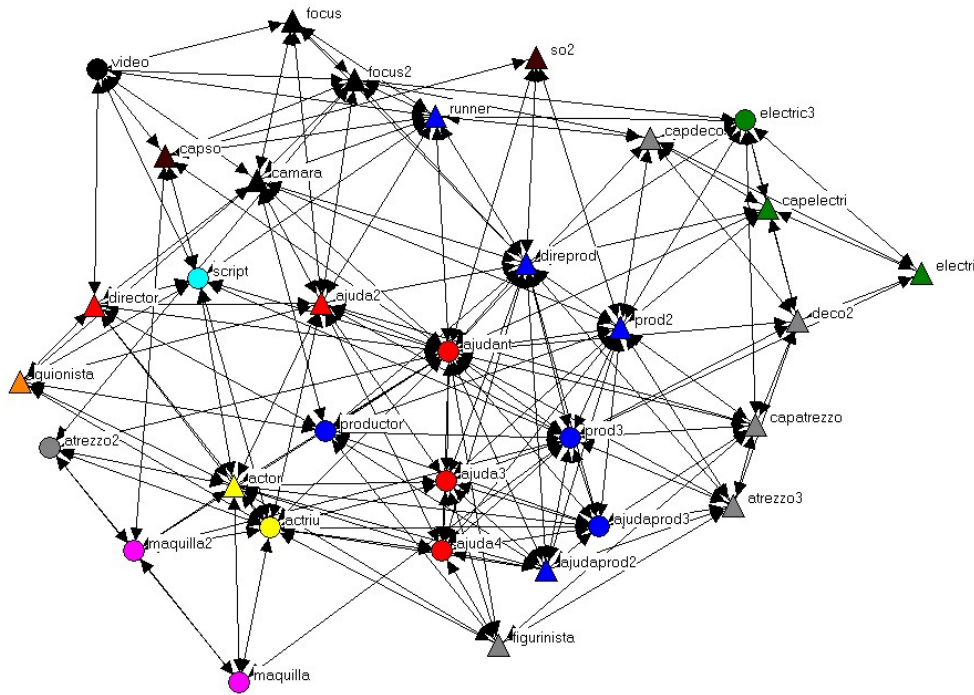 focus
so2
video
focus2
runner
electric3
capdeco
capso
camara
capelectri
direprod
electri
script
director
ajuda2
prod2
deco2
ajudant
guionista
capatrezzo
productor
prod3
atrezzo2
ajuda3
actor
atrezzo3
actriu
ajudaprod3
maquilla2
ajuda4
ajudaprod2
figurinista
maquilla